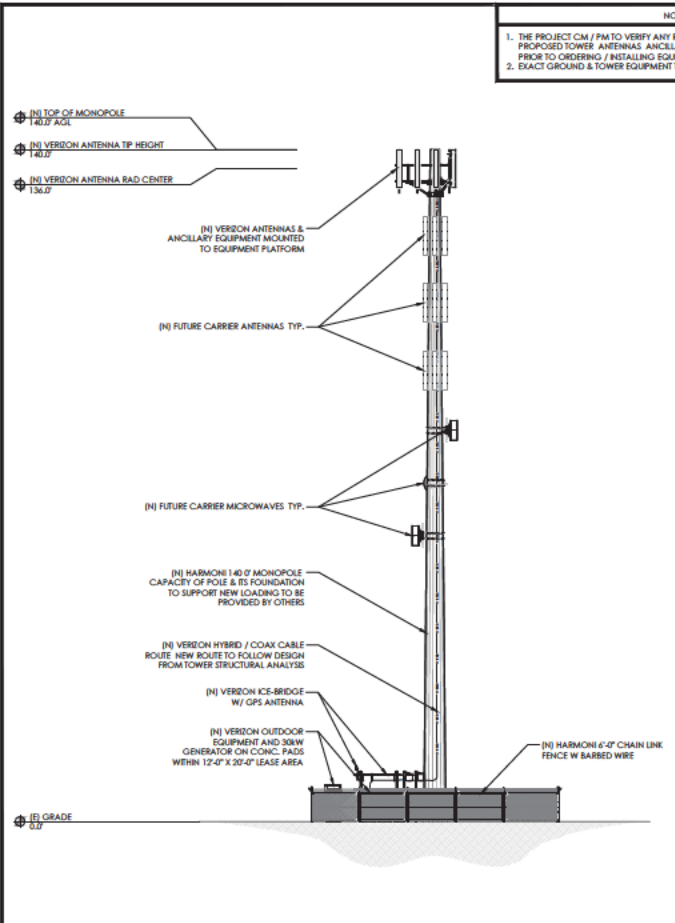 NO
1. THE PROJECT CM / PM TO VERIFY ANY
PROPOSED TOWER ANTENNAS ANCILL
PRIOR TO ORDERING / INSTALLING EQU
2. EXACT GROUND & TOWER EQUIPMENT
(N) TOP OF MONOPOLE
140.0' AGL
(N) VERIZON ANTENNA TIP HEIGHT
140.0'
(N) VERIZON ANTENNA RAD CENTER
136.0'
(N) VERIZON ANTENNAS &
ANCILLARY EQUIPMENT MOUNTED
TO EQUIPMENT PLATFORM
(N) FUTURE CARRIER ANTENNAS TYP.
(N) FUTURE CARRIER MICROWAVES TYP.
(N) HARMONI 140 0' MONOPOLE
CAPACITY OF POLE & ITS FOUNDATION
TO SUPPORT NEW LOADING TO BE
PROVIDED BY OTHERS
(N) VERIZON HYBRID / COAX CABLE
ROUTE NEW ROUTE TO FOLLOW DESIGN
FROM TOWER STRUCTURAL ANALYSIS
(N) VERIZON ICE-BRIDGE
W/ GPS ANTENNA
(N) VERIZON OUTDOOR
EQUIPMENT AND 30kW
GENERATOR ON CONC. PADS
WITHIN 12'-0" X 20'-0" LEASE AREA
(N) HARMONI 6'-0" CHAIN LINK
FENCE W BARBED WIRE
(E) GRADE
0.0'